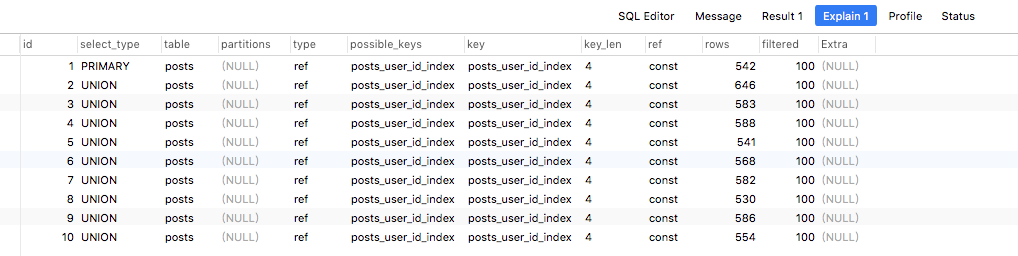 SQL Editor Message Result 1 Explain 1 Profile Status
id select_type table partitions type possible_keys key key_len ref rows filtered Extra
1 PRIMARY posts (NULL) ref posts_user_id_index posts_user_id_index 4 const 542 100 (NULL)
2 UNION posts (NULL) ref posts_user_id_index posts_user_id_index 4 const 646 100 (NULL)
3 UNION posts (NULL) ref posts_user_id_index posts_user_id_index 4 const 583 100 (NULL)
4 UNION posts (NULL) ref posts_user_id_index posts_user_id_index 4 const 588 100 (NULL)
5 UNION posts (NULL) ref posts_user_id_index posts_user_id_index 4 const 541 100 (NULL)
6 UNION posts (NULL) ref posts_user_id_index posts_user_id_index 4 const 568 100 (NULL)
7 UNION posts (NULL) ref posts_user_id_index posts_user_id_index 4 const 582 100 (NULL)
8 UNION posts (NULL) ref posts_user_id_index posts_user_id_index 4 const 530 100 (NULL)
9 UNION posts (NULL) ref posts_user_id_index posts_user_id_index 4 const 586 100 (NULL)
10 UNION posts (NULL) ref posts_user_id_index posts_user_id_index 4 const 554 100 (NULL)